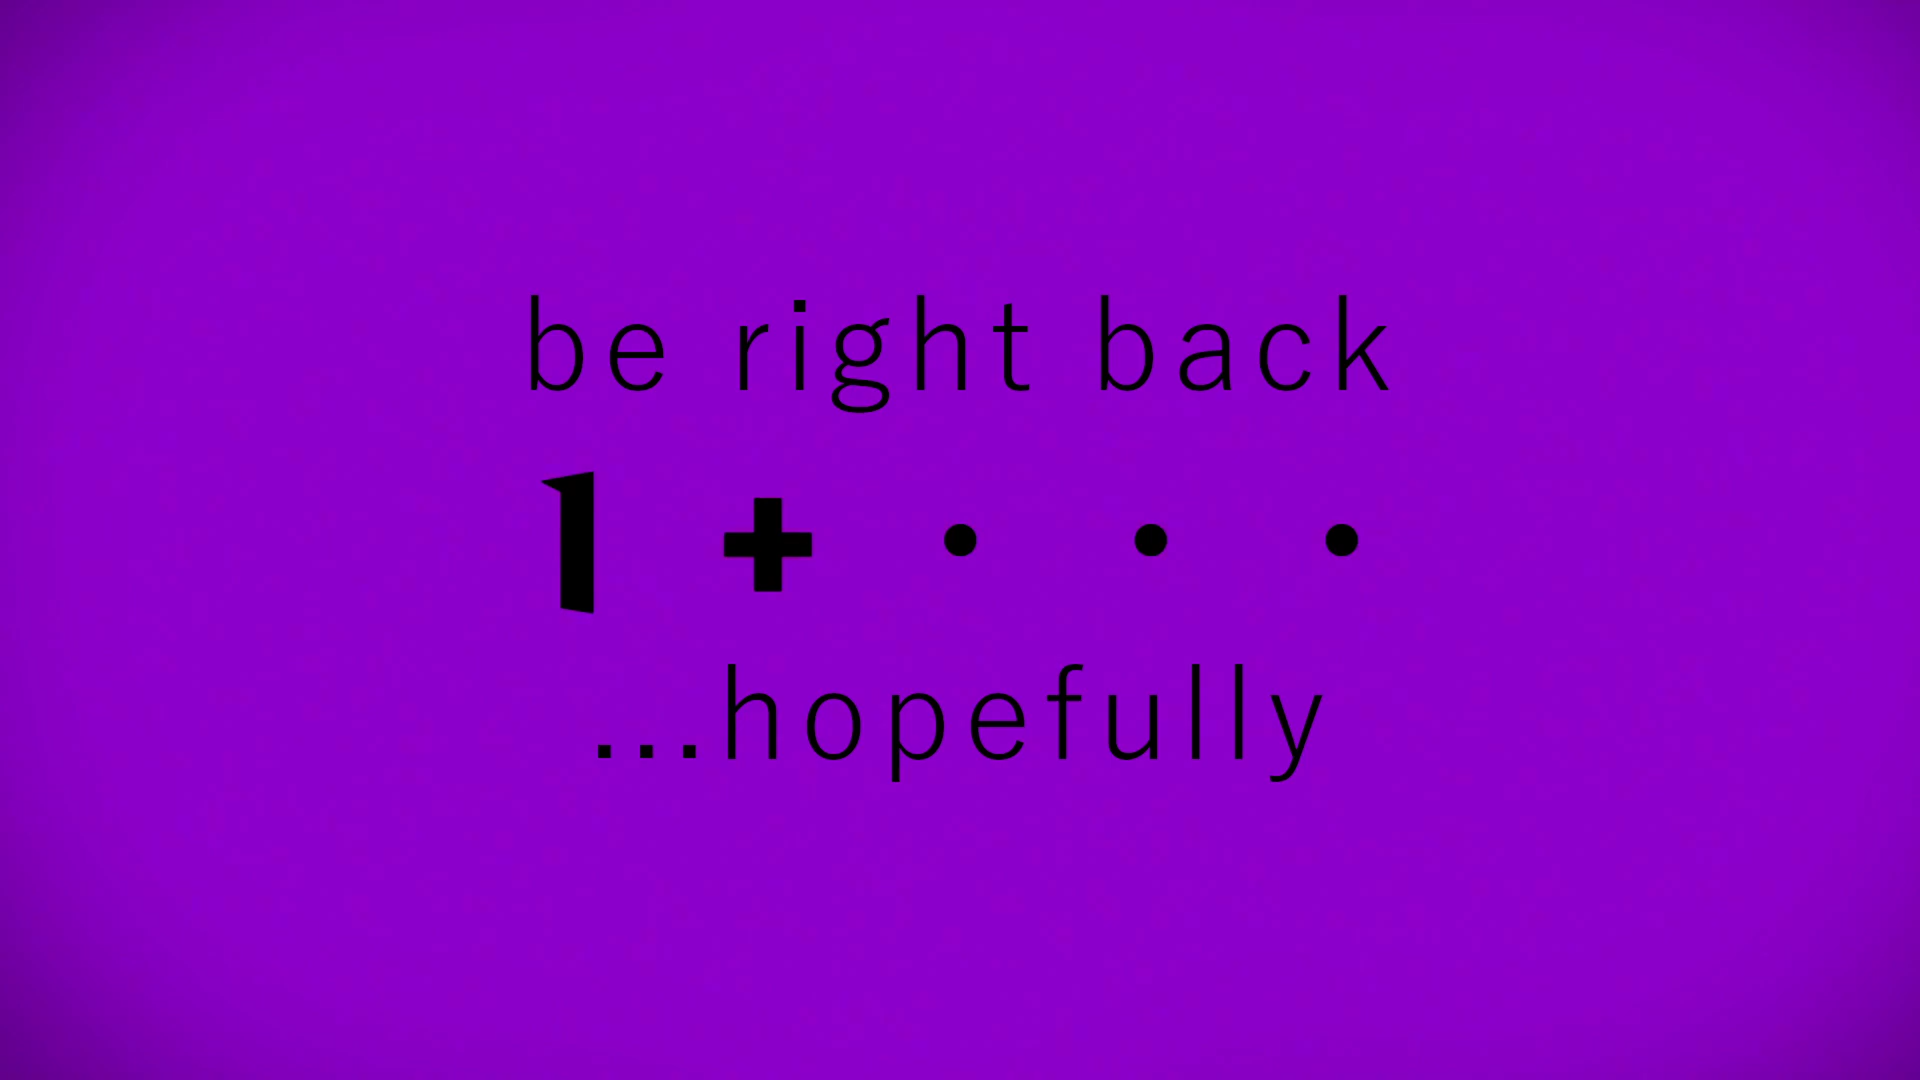 be right back
1 + • • •
...hopefully